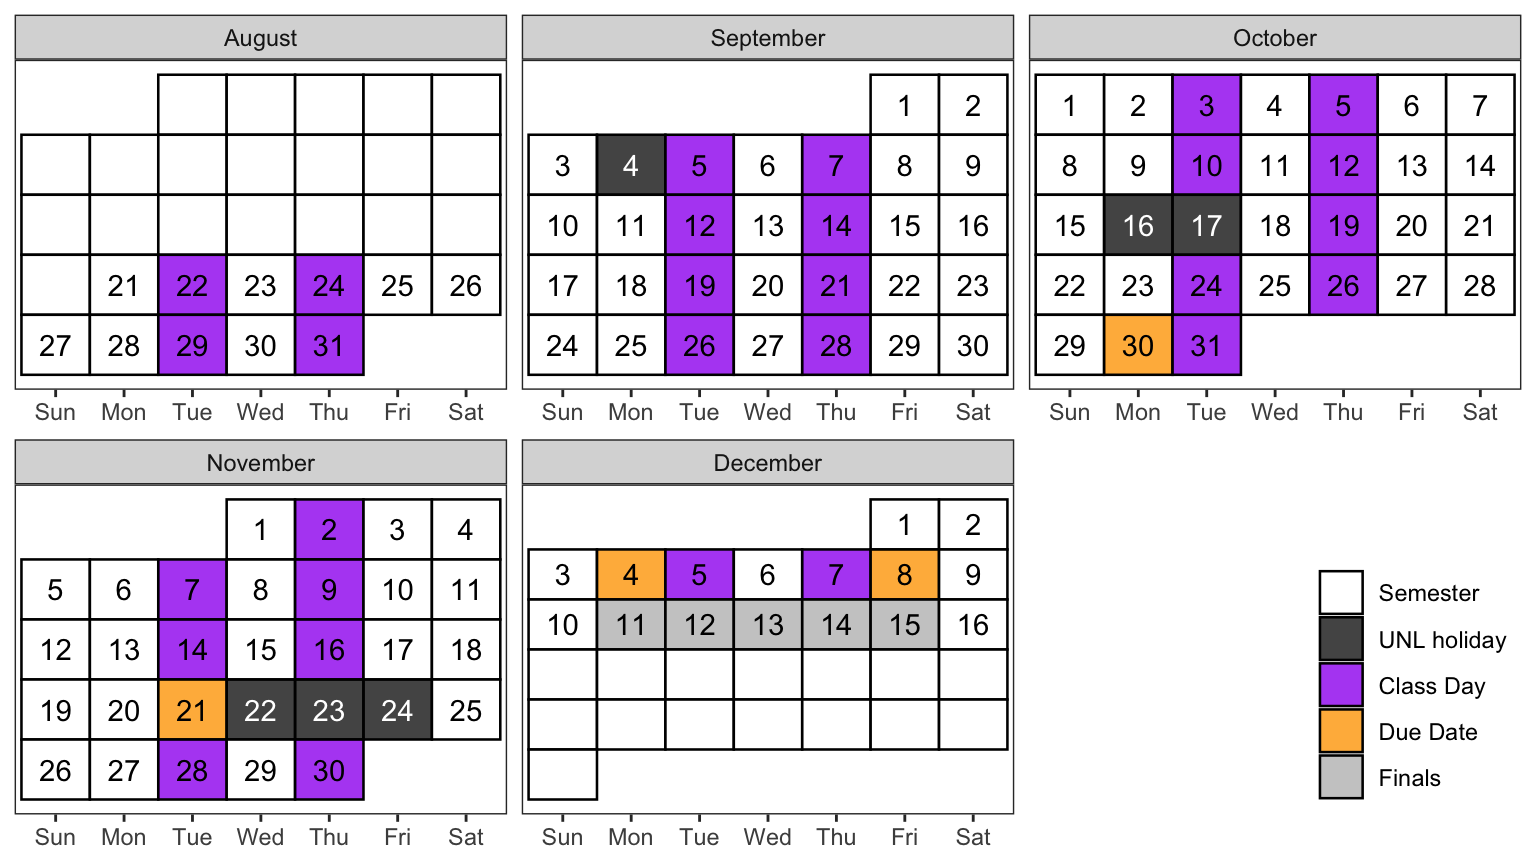 August September October
1 2 1 2 3 4 5 6 7
3 4 5 6 7 8 9 8 9 10 11 12 13 14
10 11 12 13 14 15 16 15 16 17 18 19 20 21
21 22 23 24 25 26 17 18 19 20 21 22 23 22 23 24 25 26 27 28
27 28 29 30 31 24 25 26 27 28 29 30 29 30 31
Sun Mon Tue Wed Thu Fri Sat Sun Mon Tue Wed Thu Fri Sat Sun Mon Tue Wed Thu Fri Sat
November December
1 2 3 4 1 2
5 6 7 8 9 10 11 3 4 5 6 7 8 9
12 13 14 15 16 17 18 10 11 12 13 14 15 16
19 20 21 22 23 24 25
26 27 28 29 30
Sun Mon Tue Wed Thu Fri Sat Sun Mon Tue Wed Thu Fri Sat
Semester
UNL holiday
Class Day
Due Date
Finals